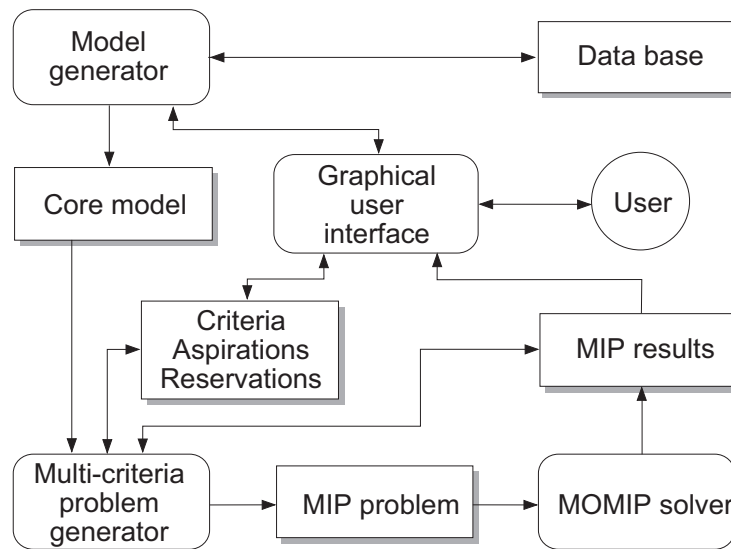 Model
generator
Data base
Core model
Graphical
user
interface
User
Criteria
Aspirations
Reservations
MIP results
Multi-criteria
problem
generator
MIP problem
MOMIP solver